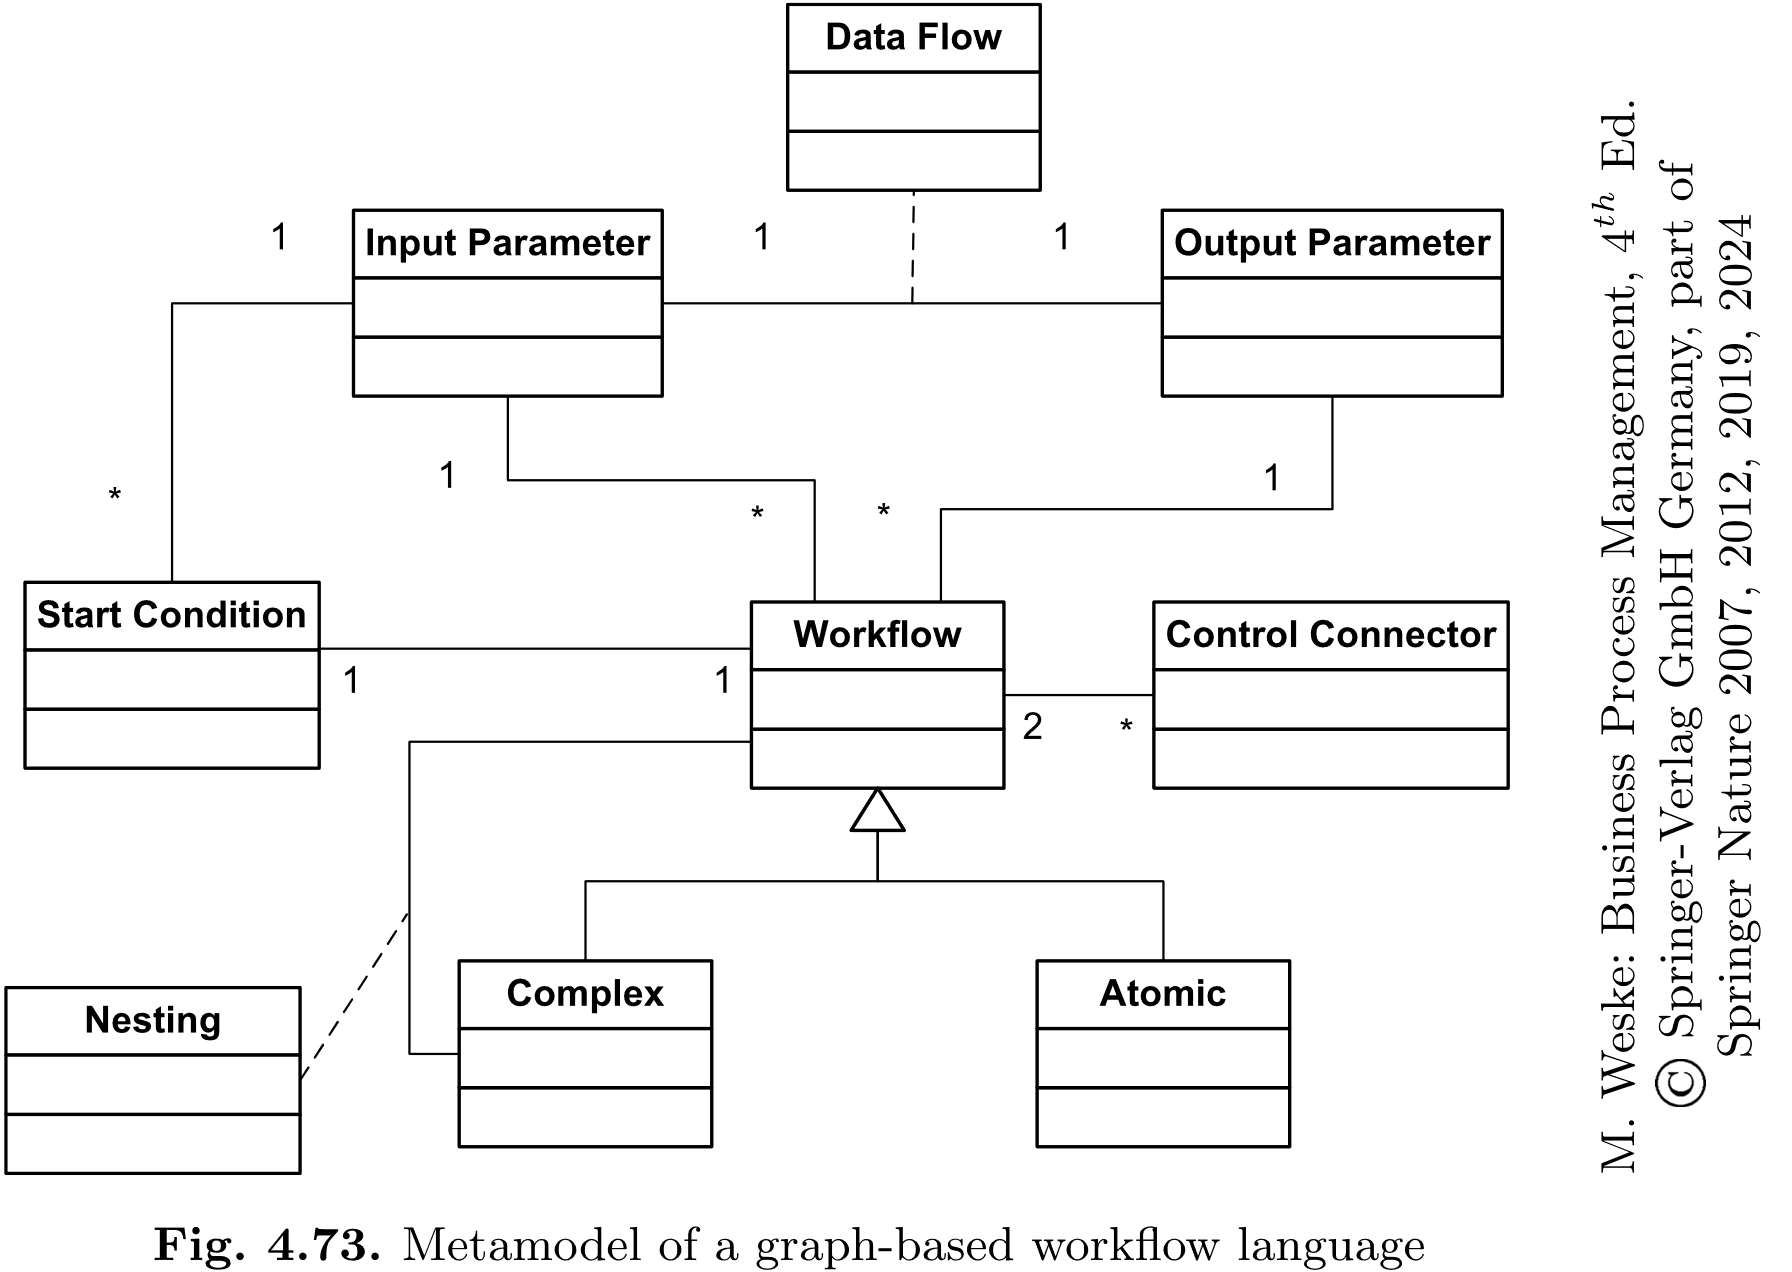 Data Flow
1
Input Parameter
1
1
Output Parameter
1
*
1
*
*
Start Condition
Workflow
Control Connector
1
1
2
*
Complex
Atomic
Nesting
Fig. 4.73. Metamodel of a graph-based workflow language
M. Weske: Business Process Management, 4th Ed.
© Springer-Verlag GmbH Germany, part of
Springer Nature 2007, 2012, 2019, 2024